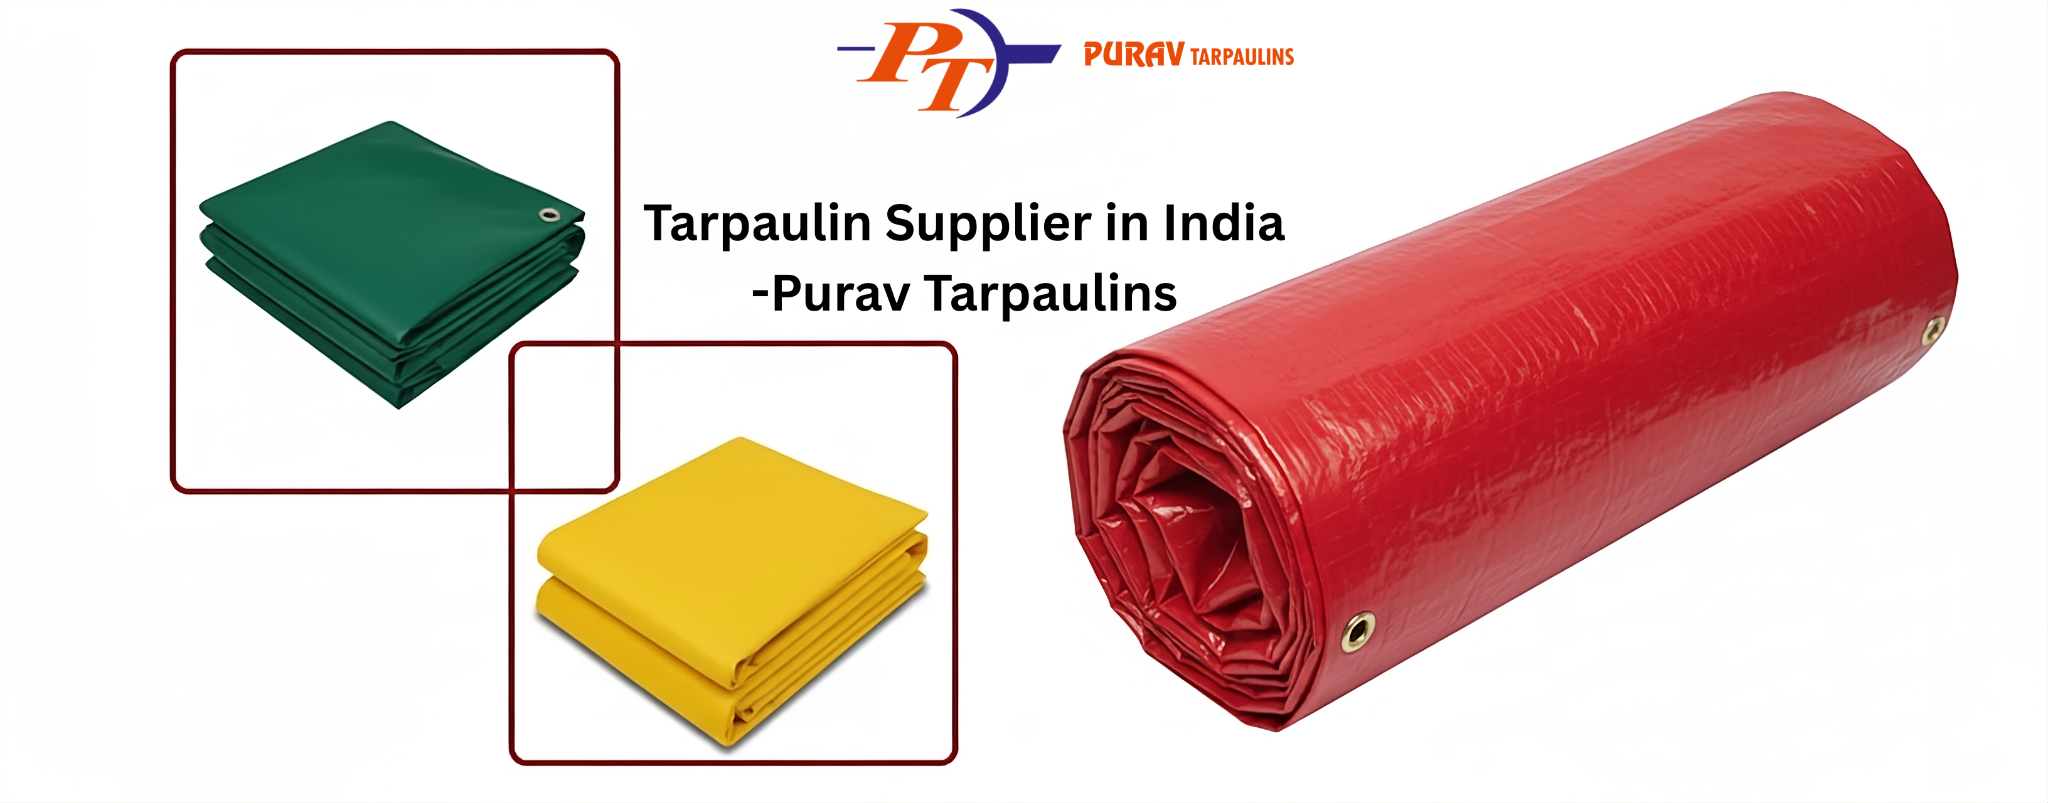 PT
PURAV TARPAULINS
Tarpaulin Supplier in India
-Purav Tarpaulins